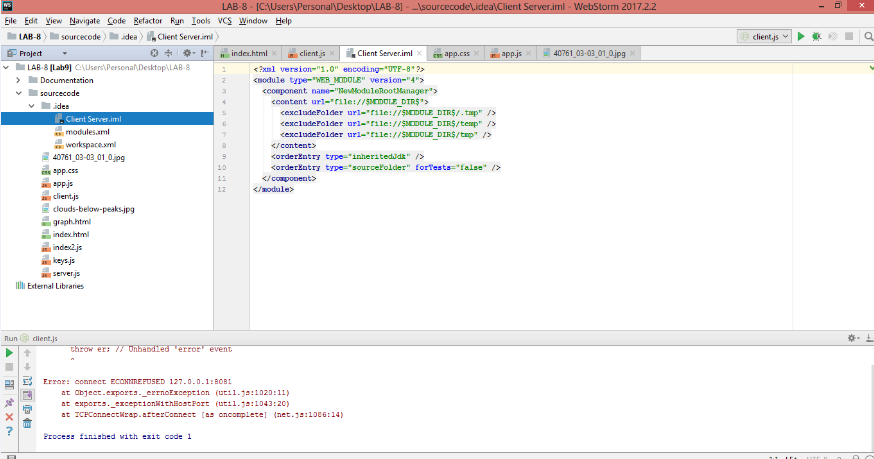 WS LAB-8 - [C:\Users\Personal\Desktop\LAB-8] - ...\sourcecode\.idea\Client Server.iml - WebStorm 2017.2.2
File Edit View Navigate Code Refactor Run Tools VCS Window Help
LAB-8 sourcecode .idea Client Server.iml client.js
Project index.html client.js Client Server.iml app.css app.js 40761_03-03_01_0.jpg
LAB-8 [Lab9] C:\Users\Personal\Desktop\LAB-8
Documentation
sourcecode
.idea
Client Server.iml
modules.xml
workspace.xml
40761_03-03_01_0.jpg
app.css
app.js
client.js
clouds-below-peaks.jpg
graph.html
index.html
index2.js
keys.js
server.js
External Libraries
1 <?xml version="1.0" encoding="UTF-8"?>
2 <module type="WEB_MODULE" version="4">
3 <component name="NewModuleRootManager">
4 <content url="file://$MODULE_DIR$">
5 <excludeFolder url="file://$MODULE_DIR$/.tmp" />
6 <excludeFolder url="file://$MODULE_DIR$/temp" />
7 <excludeFolder url="file://$MODULE_DIR$/tmp" />
8 </content>
9 <orderEntry type="inheritedJdk" />
10 <orderEntry type="sourceFolder" forTests="false" />
11 </component>
12 </module>
Run client.js
throw er; // Unhandled 'error' event
^
Error: connect ECONNREFUSED 127.0.0.1:8081
at Object.exports._errnoException (util.js:1020:11)
at exports._exceptionWithHostPort (util.js:1043:20)
at TCPConnectWrap.afterConnect [as oncomplete] (net.js:1086:14)
Process finished with exit code 1